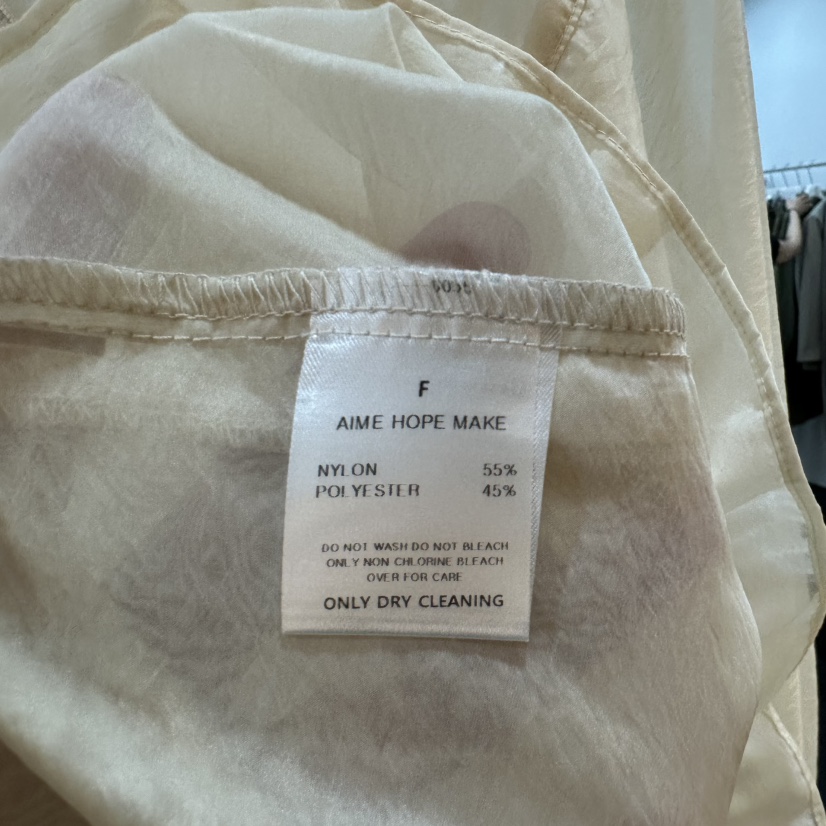 F
AIME HOPE MAKE
NYLON 55%
POLYESTER 45%
DO NOT WASH DO NOT BLEACH
ONLY NON CHLORINE BLEACH
OVER FOR CARE
ONLY DRY CLEANING